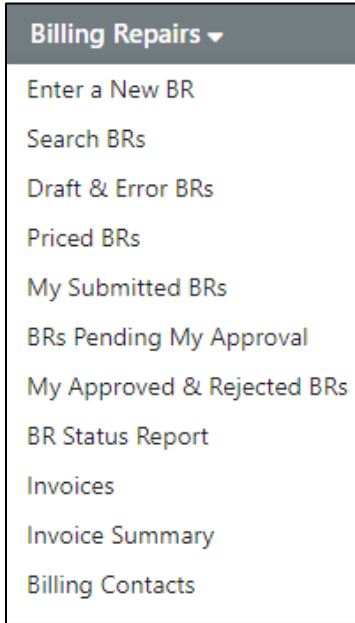 Billing Repairs
Enter a New BR
Search BRs
Draft & Error BRs
Priced BRs
My Submitted BRs
BRs Pending My Approval
My Approved & Rejected BRs
BR Status Report
Invoices
Invoice Summary
Billing Contacts